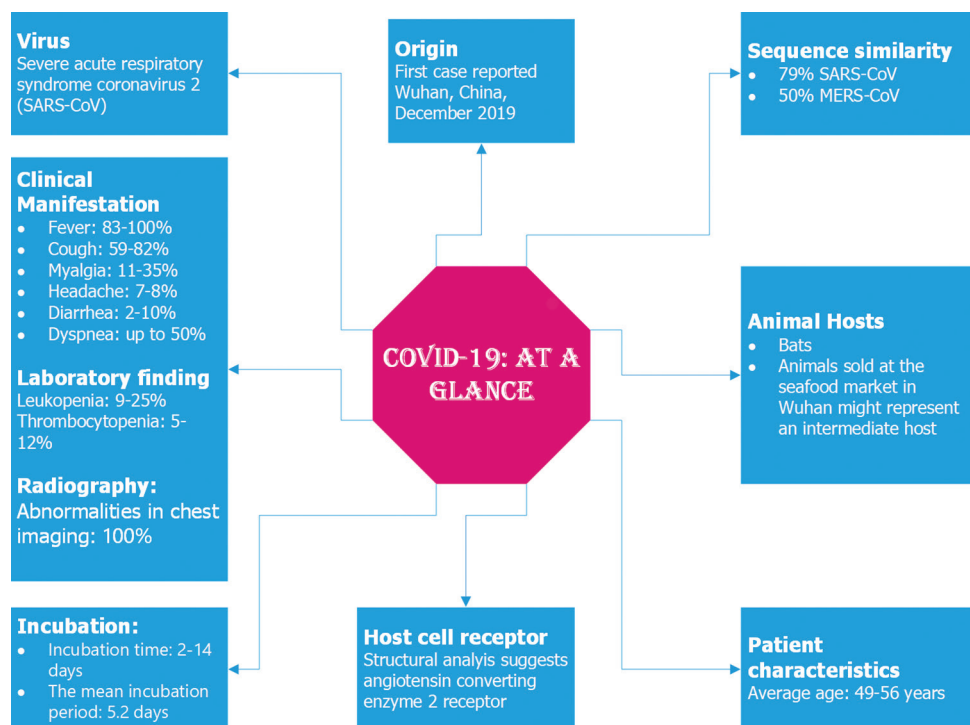 Virus
Severe acute respiratory
syndrome coronavirus 2
(SARS-CoV)
Origin
First case reported
Wuhan, China,
December 2019
Sequence similarity
• 79% SARS-CoV
• 50% MERS-CoV
Clinical
Manifestation
• Fever: 83-100%
• Cough: 59-82%
• Myalgia: 11-35%
• Headache: 7-8%
• Diarrhea: 2-10%
• Dyspnea: up to 50%
Laboratory finding
Leukopenia: 9-25%
Thrombocytopenia: 5-
12%
Radiography:
Abnormalities in chest
imaging: 100%
COVID-19: AT A
GLANCE
Animal Hosts
• Bats
• Animals sold at the
seafood market in
Wuhan might represent
an intermediate host
Incubation:
• Incubation time: 2-14
days
• The mean incubation
period: 5.2 days
Host cell receptor
Structural analyis suggests
angiotensin converting
enzyme 2 receptor
Patient
characteristics
Average age: 49-56 years